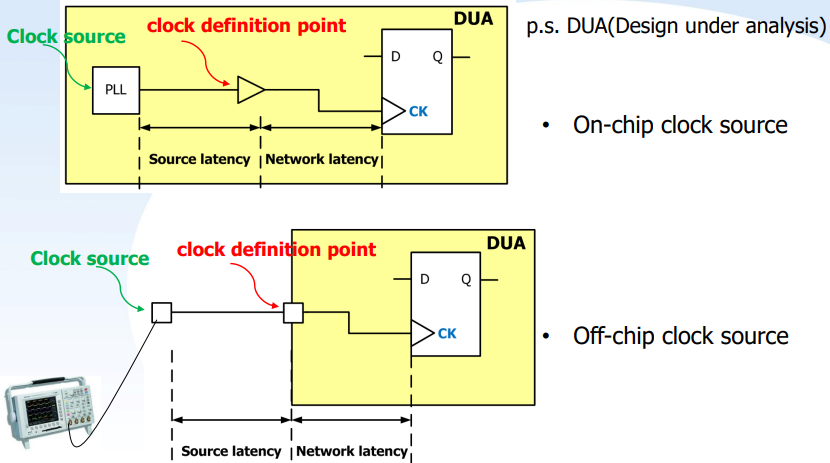 DUA
p.s. DUA(Design under analysis)
Clock source
clock definition point
D
Q
PLL
CK
• On-chip clock source
Source latency
Network latency
DUA
Clock source
clock definition point
D
Q
CK
• Off-chip clock source
Source latency
Network latency